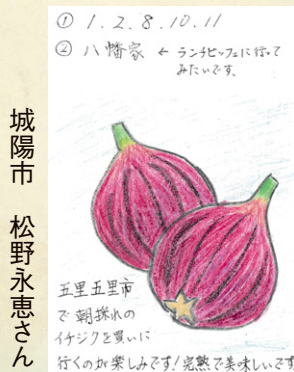 ① 1.2.8.10.11
② 八幡家 ← ランチビュッフェに行って
みたいです。
五里五里市
で朝採れの
イチジクを買いに
行くのが楽しみです!完熟で美味しいです
城陽市 松野永恵さん